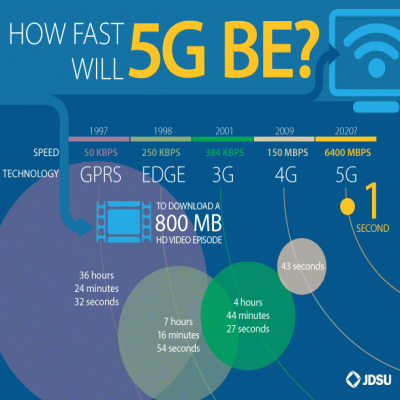 HOW FAST
WILL
5G BE?
1997 1998 2001 2009 2020?
SPEED 50 KBPS 250 KBPS 384 KBPS 150 MBPS 6400 MBPS
TECHNOLOGY GPRS EDGE 3G 4G 5G
TO DOWNLOAD A
800 MB
HD VIDEO EPISODE
1
SECOND
43 seconds
36 hours
24 minutes
32 seconds
7 hours
16 minutes
54 seconds
4 hours
44 minutes
27 seconds
JDSU